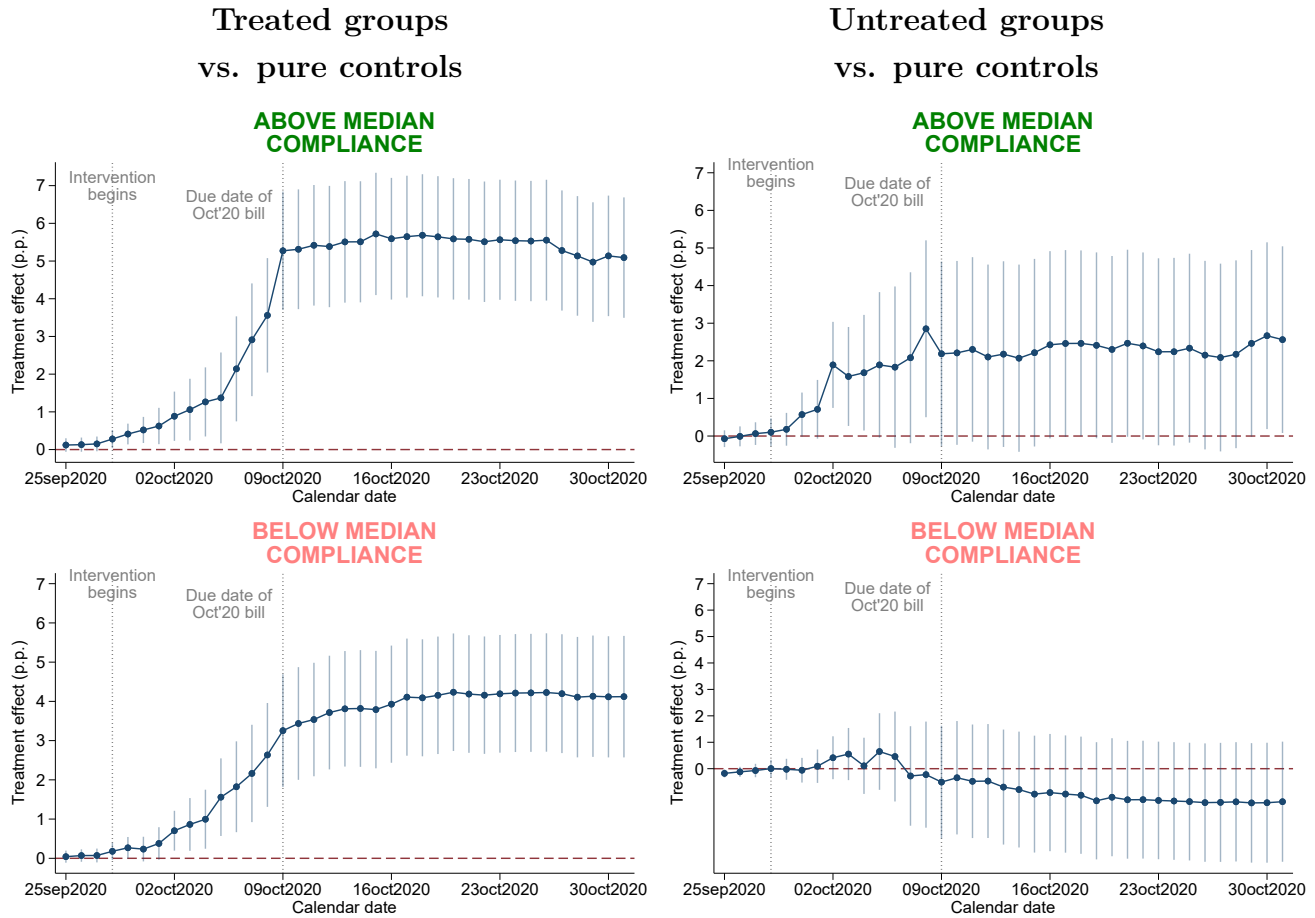 Treated groups
vs. pure controls
Untreated groups
vs. pure controls
ABOVE MEDIAN
COMPLIANCE
Intervention
begins
Due date of
Oct'20 bill
Treatment effect (p.p.)
7
6
5
4
3
2
1
0
25sep2020 02oct2020 09oct2020 16oct2020 23oct2020 30oct2020
Calendar date
ABOVE MEDIAN
COMPLIANCE
Intervention
begins
Due date of
Oct'20 bill
Treatment effect (p.p.)
7
6
5
4
3
2
1
0
25sep2020 02oct2020 09oct2020 16oct2020 23oct2020 30oct2020
Calendar date
BELOW MEDIAN
COMPLIANCE
Intervention
begins
Due date of
Oct'20 bill
Treatment effect (p.p.)
7
6
5
4
3
2
1
0
25sep2020 02oct2020 09oct2020 16oct2020 23oct2020 30oct2020
Calendar date
BELOW MEDIAN
COMPLIANCE
Intervention
begins
Due date of
Oct'20 bill
Treatment effect (p.p.)
7
6
5
4
3
2
1
0
25sep2020 02oct2020 09oct2020 16oct2020 23oct2020 30oct2020
Calendar date